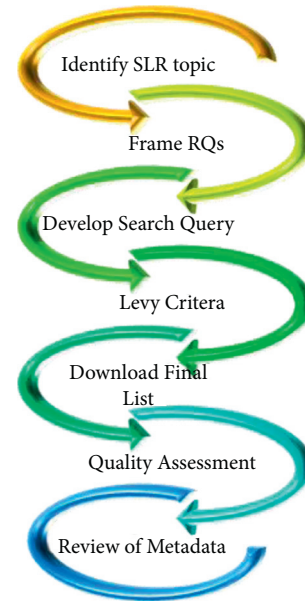 Identify SLR topic
Frame RQs
Develop Search Query
Levy Critera
Download Final
List
Quality Assessment
Review of Metadata